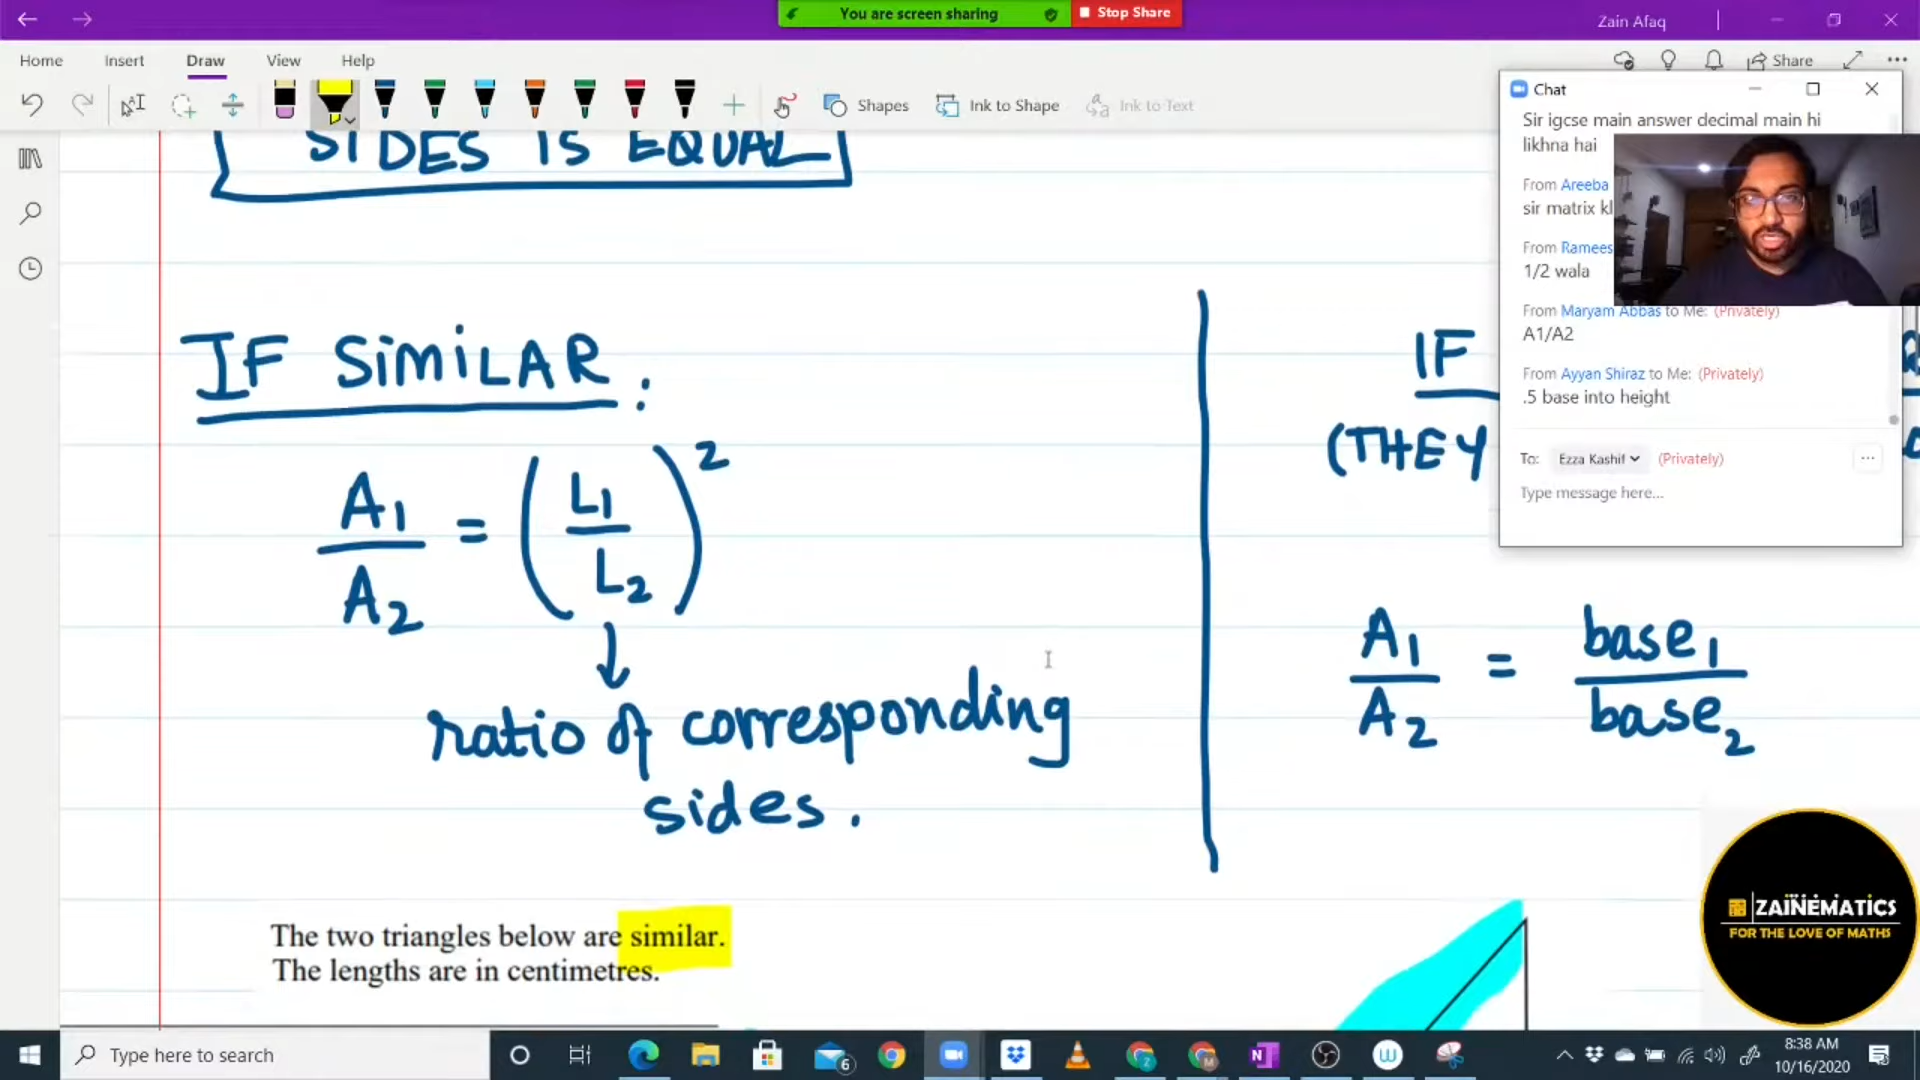 You are screen sharing
Stop Share
Zain Afaq
Home
Insert
Draw
View
Help
Share
Shapes
Ink to Shape
Ink to Text
SIDES IS EQUAL
IF SIMILAR:
A1/A2 = (L1/L2)²
ratio of corresponding
sides.
The two triangles below are similar.
The lengths are in centimetres.
IF
(THEY
A1/A2 = base1/base2
Chat
Sir igcse main answer decimal main hi
likhna hai
From Areeba
sir matrix kl
From Ramees
1/2 wala
From Maryam Abbas to Me: (Privately)
A1/A2
From Ayyan Shiraz to Me: (Privately)
.5 base into height
To: Ezza Kashif (Privately)
Type message here...
ZAINEMATICS
FOR THE LOVE OF MATHS
Type here to search
6
8:38 AM
10/16/2020